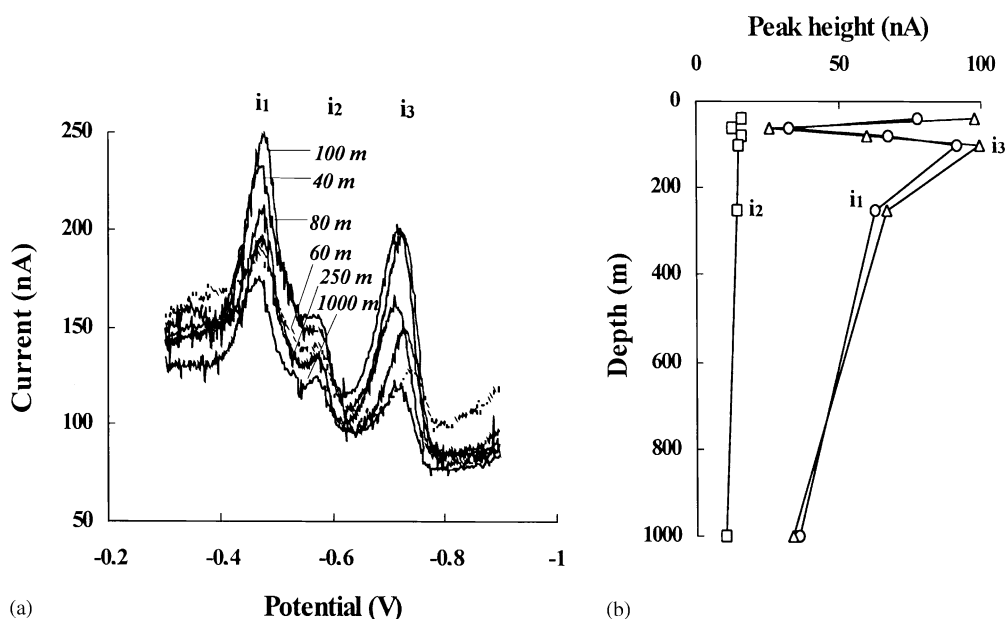 i1 i2 i3
250
200
150
100
50
Current (nA)
100 m
40 m
80 m
60 m
250 m
1000 m
-0.2 -0.4 -0.6 -0.8 -1
Potential (V)
(a)
Peak height (nA)
0 50 100
0
200
400
600
800
1000
Depth (m)
i3
i2
i1
(b)